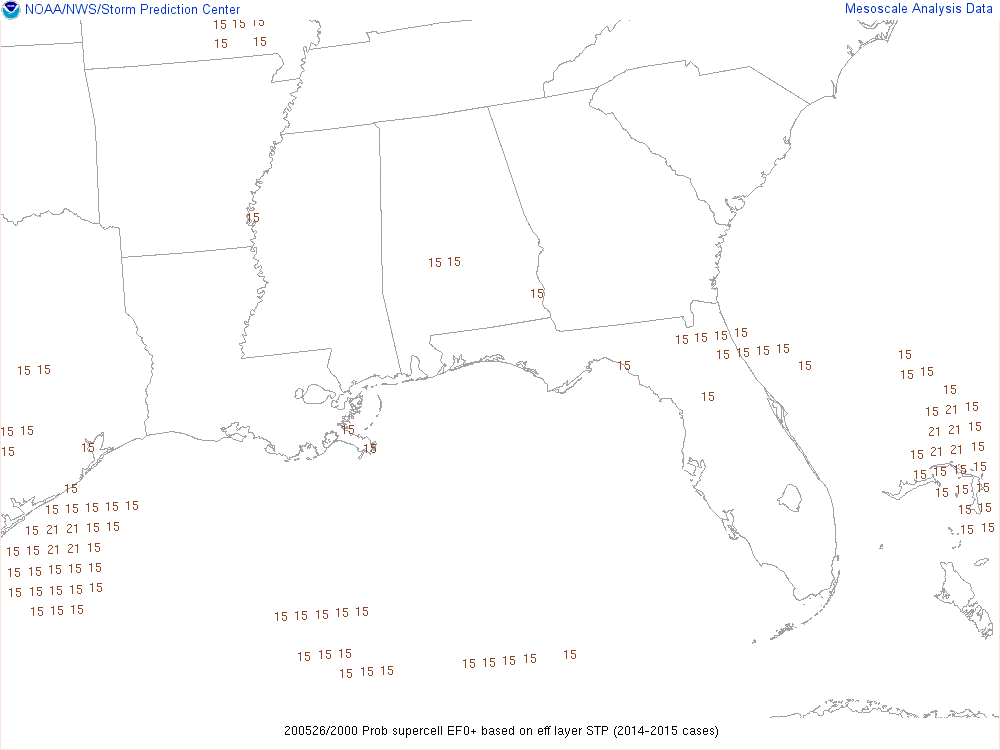 NOAA/NWS/Storm Prediction Center Mesoscale Analysis Data
15 15 15
15 15
15
15 15
15
15 15 15 15
15 15 15 15
15 15 15
15 15 15 15
15
15 15
15 21 15
15 15 15 21 21 15
15 15 15 15 21 21 15
15 15 15 15
15 15 15 15
15 15 15 15 15 15 15
15 21 21 15 15 15 15
15 15 21 21 15
15 15 15 15 15
15 15 15 15 15
15 15 15 15 15 15 15 15
15 15 15 15 15 15 15 15
15 15 15
200526/2000 Prob supercell EF0+ based on eff layer STP (2014-2015 cases)